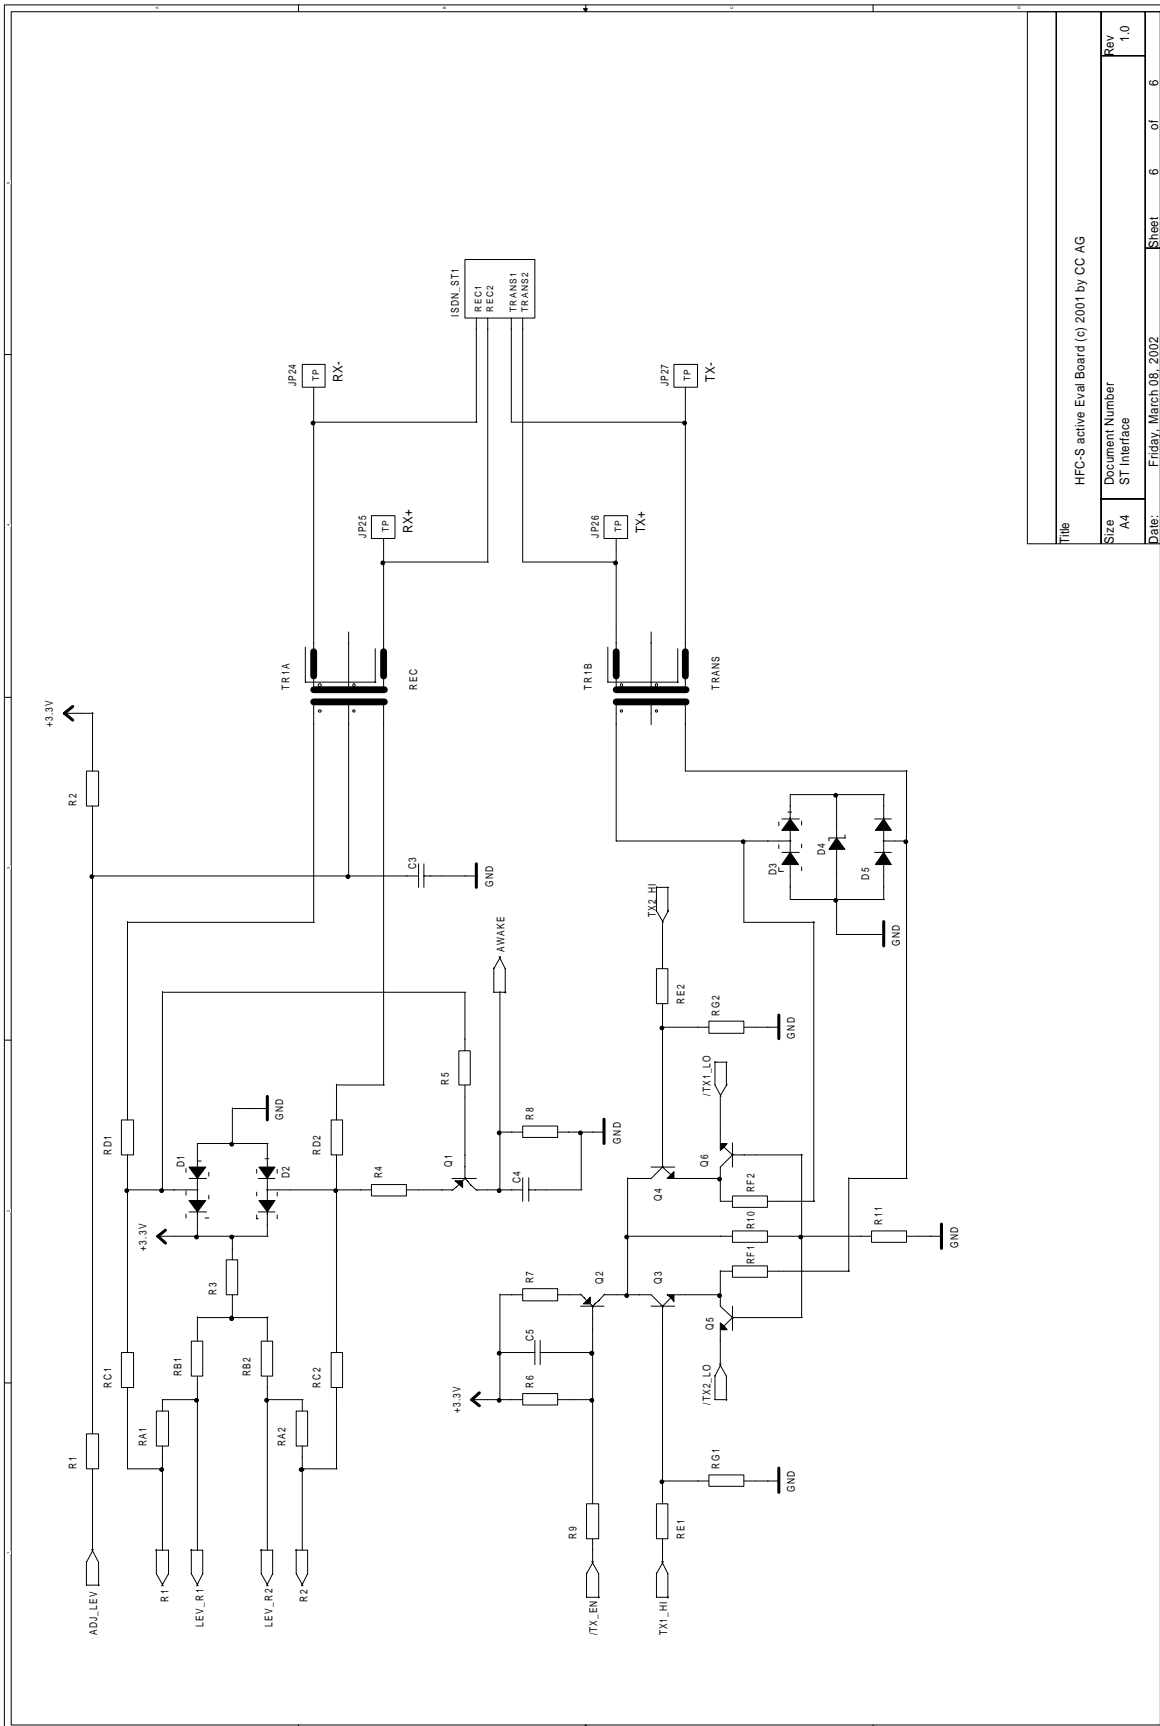 +3.3V
R2
R1
ADJ_LEV
C3
GND
TR1A
REC
JP24
TP
RX-
JP25
TP
RX+
ISDN_ST1
REC1
REC2
TRANS1
TRANS2
JP26
TP
TX+
JP27
TP
TX-
TR1B
TRANS
RD1
D1
GND
D2
RD2
+3.3V
R3
RC1
RB1
RB2
RC2
RA1
RA2
R1
LEV_R1
LEV_R2
R2
R4
R5
Q1
AWAKE
R8
C4
GND
+3.3V
R7
C5
R6
Q2
R9
/TX_EN
Q3
RE1
TX1_HI
RG1
GND
Q5
/TX2_LO
RF1
R10
RF2
R11
GND
Q4
Q6
/TX1_LO
RE2
TX2_HI
RG2
GND
D3
D4
D5
GND
Title
HFC-S active Eval Board (c) 2001 by CC AG
Size
A4
Document Number
ST Interface
Rev
1.0
Date:
Friday, March 08, 2002
Sheet
6
of
6